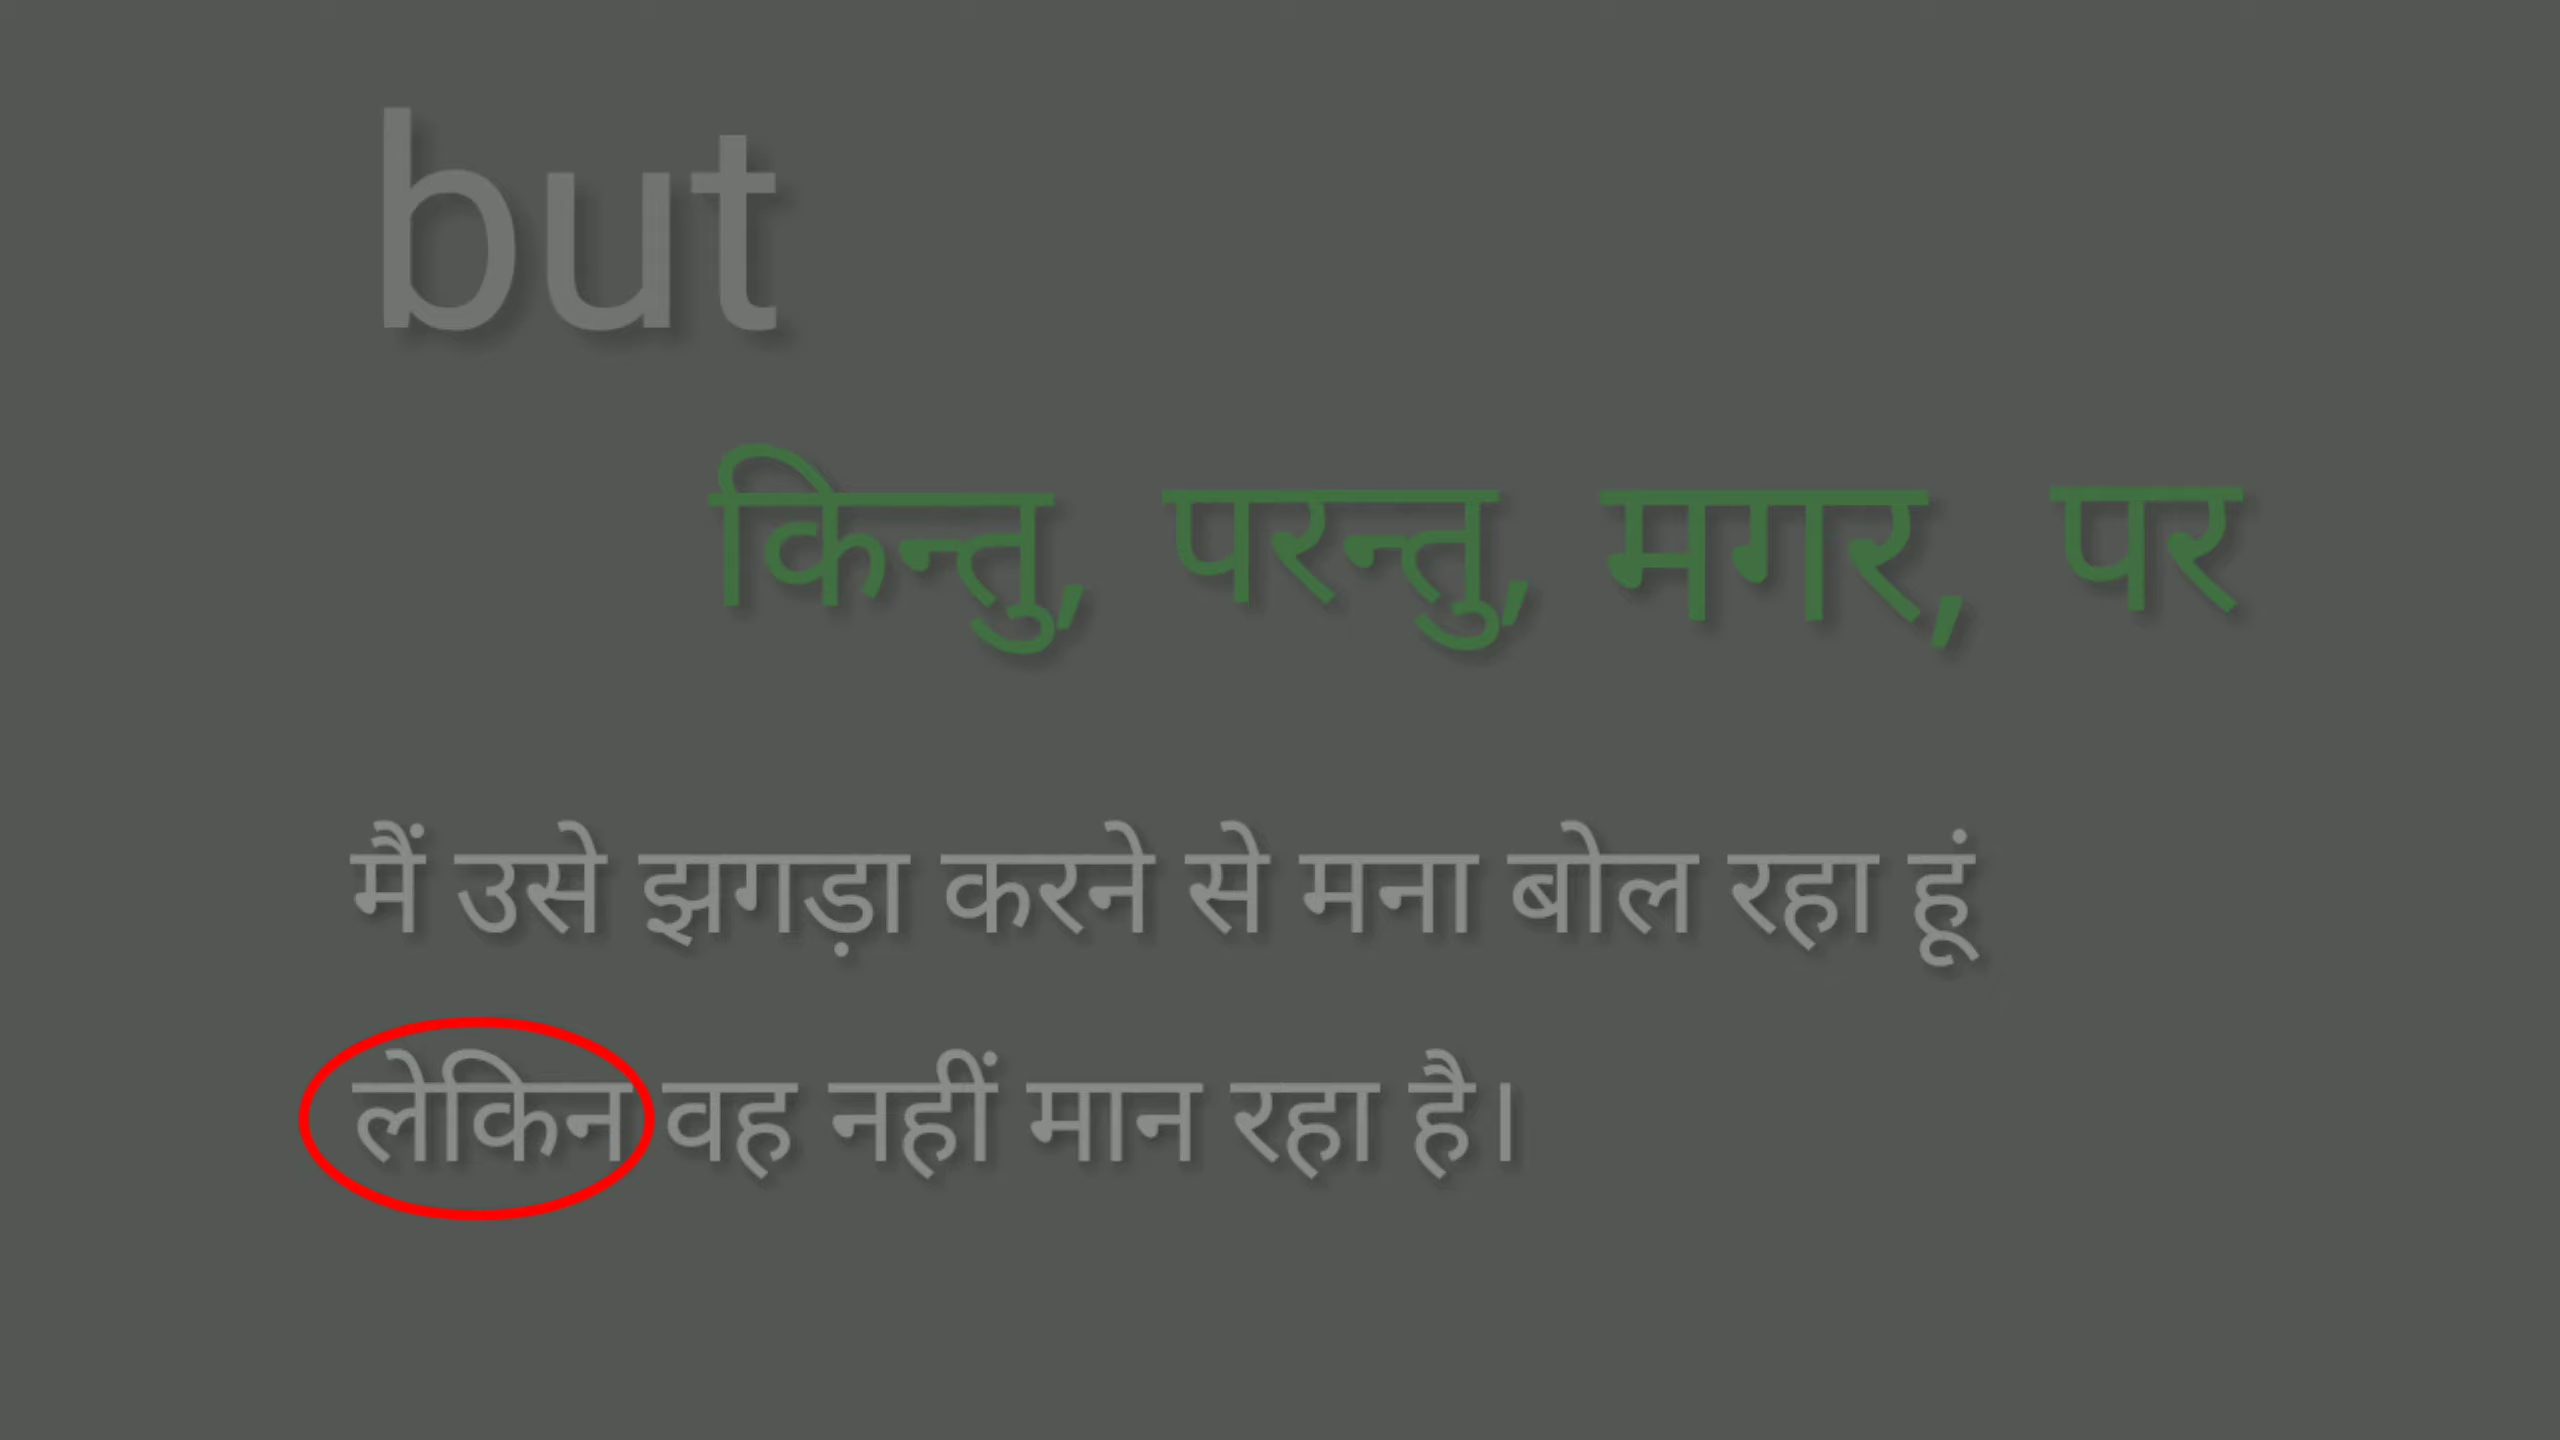 but
किन्तु, परन्तु, मगर, पर
मैं उसे झगड़ा करने से मना बोल रहा हूं
लेकिन वह नहीं मान रहा है।